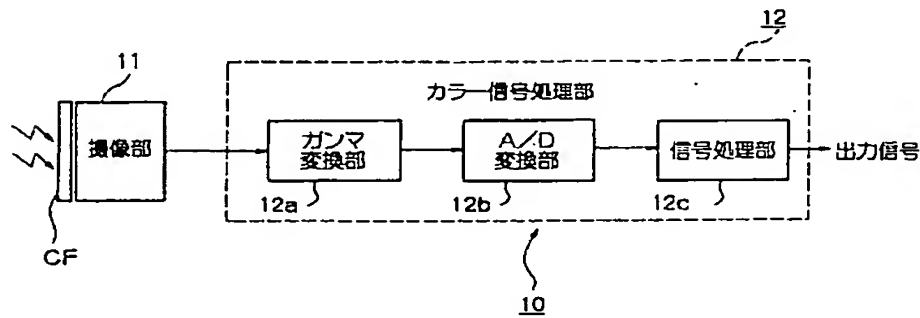 12
11
カラー信号処理部
撮像部
ガンマ
変換部
A/D
変換部
信号処理部
出力信号
12a
12b
12c
CF
10